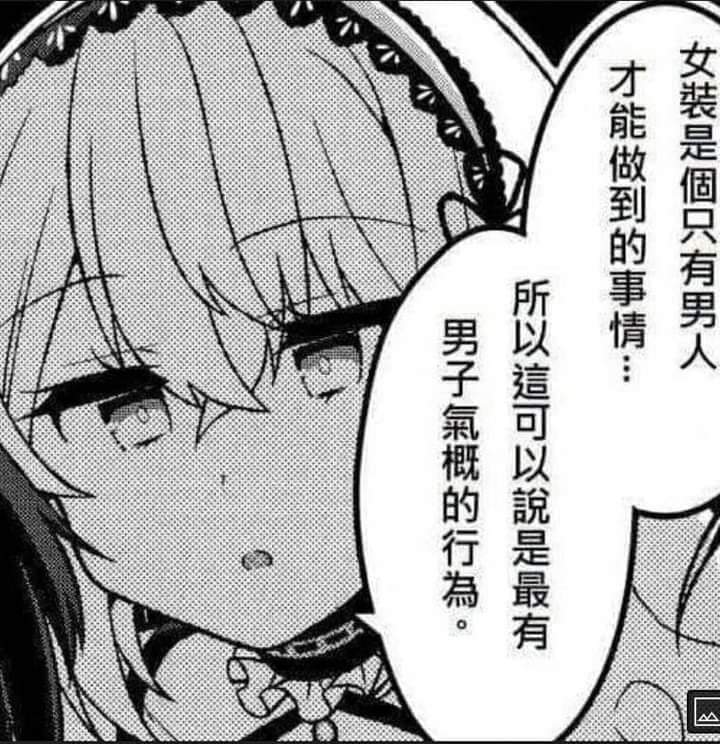 女裝是個只有男人
才能做到的事情…
所以這可以說是最有
男子氣概的行為。